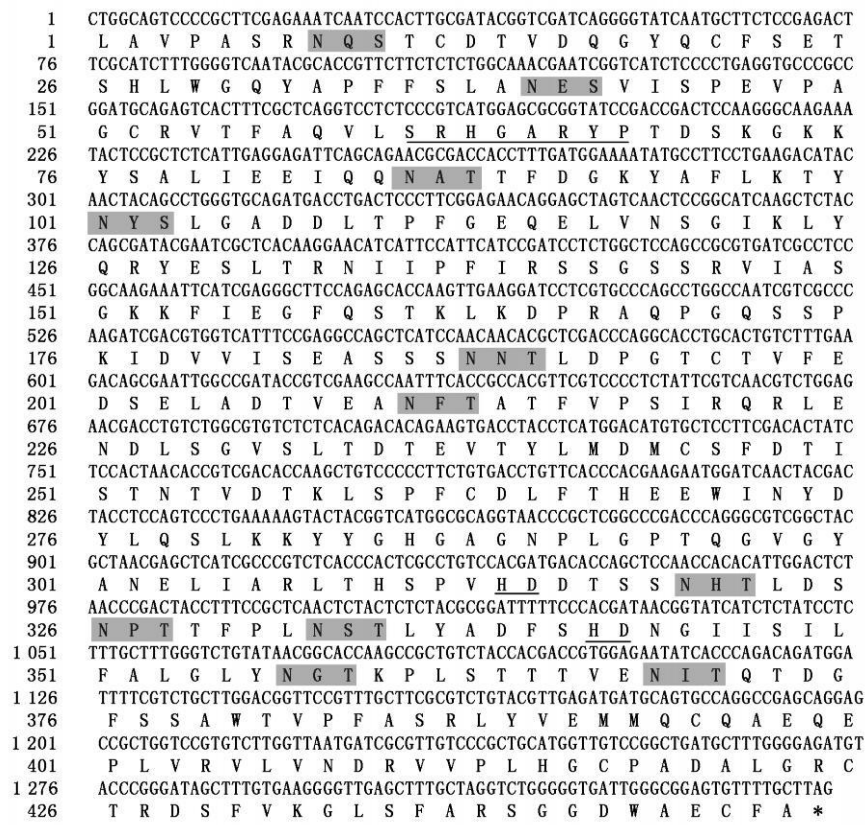 1 CTGGCAGTCCCCGCTTCGAGAAATCAATCCACTTGCGATACGGTCGATCAGGGGTATCAATGCTTCTCCGAGACT
1 L A V P A S R N Q S T C D T V D Q G Y Q C F S E T
76 TCGCATCTTTGGGGTCAATACGCACCGTTCTTCTCTCTGGCAAACGAATCGGTCATCTCCCCTGAGGTGCCCGCC
26 S H L W G Q Y A P F F S L A N E S V I S P E V P A
151 GGATGCAGAGTCACTTTCGCTCAGGTCCTCTCCCGTCATGGAGCGCGGTATCCGACCGACTCCAAGGGCAAGAAA
51 G C R V T F A Q V L S R H G A R Y P T D S K G K K
226 TACTCCGCTCTCATTGAGGAGATTCAGCAGAACGCGACCACCTTTGATGGAAAATATGCCTTCCTGAAGACATAC
76 Y S A L I E E I Q Q N A T T F D G K Y A F L K T Y
301 AACTACAGCCTGGGTGCAGATGACCTGACTCCCTTCGGAGAACAGGAGCTAGTCAACTCCGGCATCAAGCTCTAC
101 N Y S L G A D D L T P F G E Q E L V N S G I K L Y
376 CAGCGATACGAATCGCTCACAAGGAACATCATTCCATTCATCCGATCCTCTGGCTCCAGCCGCGTGATCGCCTCC
126 Q R Y E S L T R N I I P F I R S S G S S R V I A S
451 GGCAAGAAATTCATCGAGGGCTTCCAGAGCACCAAGTTGAAGGATCCTCGTGCCCAGCCTGGCCAATCGTCGCCC
151 G K K F I E G F Q S T K L K D P R A Q P G Q S S P
526 AAGATCGACGTGGTCATTTCCGAGGCCAGCTCATCCAACAACACGCTCGACCCAGGCACCTGCACTGTCTTTGAA
176 K I D V V I S E A S S S N N T L D P G T C T V F E
601 GACAGCGAATTGGCCGATACCGTCGAAGCCAATTTCACCGCCACGTTCGTCCCCTCTATTCGTCAACGTCTGGAG
201 D S E L A D T V E A N F T A T F V P S I R Q R L E
676 AACGACCTGTCTGGCGTGTCTCTCACAGACACAGAAGTGACCTACCTCATGGACATGTGCTCCTTCGACACTATC
226 N D L S G V S L T D T E V T Y L M D M C S F D T I
751 TCCACTAACACCGTCGACACCAAGCTGTCCCCCTTCTGTGACCTGTTCACCCACGAAGAATGGATCAACTACGAC
251 S T N T V D T K L S P F C D L F T H E E W I N Y D
826 TACCTCCAGTCCCTGAAAAAGTACTACGGTCATGGCGCAGGTAACCCGCTCGGCCCGACCCAGGGCGTCGGCTAC
276 Y L Q S L K K Y Y G H G A G N P L G P T Q G V G Y
901 GCTAACGAGCTCATCGCCCGTCTCACCCACTCGCCTGTCCACGATGACACCAGCTCCAACCACACATTGGACTCT
301 A N E L I A R L T H S P V H D D T S S N H T L D S
976 AACCCGACTACCTTTCCGCTCAACTCTACTCTCTACGCGGATTTTTCCCACGATAACGGTATCATCTCTATCCTC
326 N P T T F P L N S T L Y A D F S H D N G I I S I L
1 051 TTTGCTTTGGGTCTGTATAACGGCACCAAGCCGCTGTCTACCACGACCGTGGAGAATATCACCCAGACAGATGGA
351 F A L G L Y N G T K P L S T T T V E N I T Q T D G
1 126 TTTTCGTCTGCTTGGACGGTTCCGTTTGCTTCGCGTCTGTACGTTGAGATGATGCAGTGCCAGGCCGAGCAGGAG
376 F S S A W T V P F A S R L Y V E M M Q C Q A E Q E
1 201 CCGCTGGTCCGTGTCTTGGTTAATGATCGCGTTGTCCCGCTGCATGGTTGTCCGGCTGATGCTTTGGGGAGATGT
401 P L V R V L V N D R V V P L H G C P A D A L G R C
1 276 ACCCGGGATAGCTTTGTGAAGGGGTTGAGCTTTGCTAGGTCTGGGGGTGATTGGGCGGAGTGTTTTGCTTAG
426 T R D S F V K G L S F A R S G G D W A E C F A *